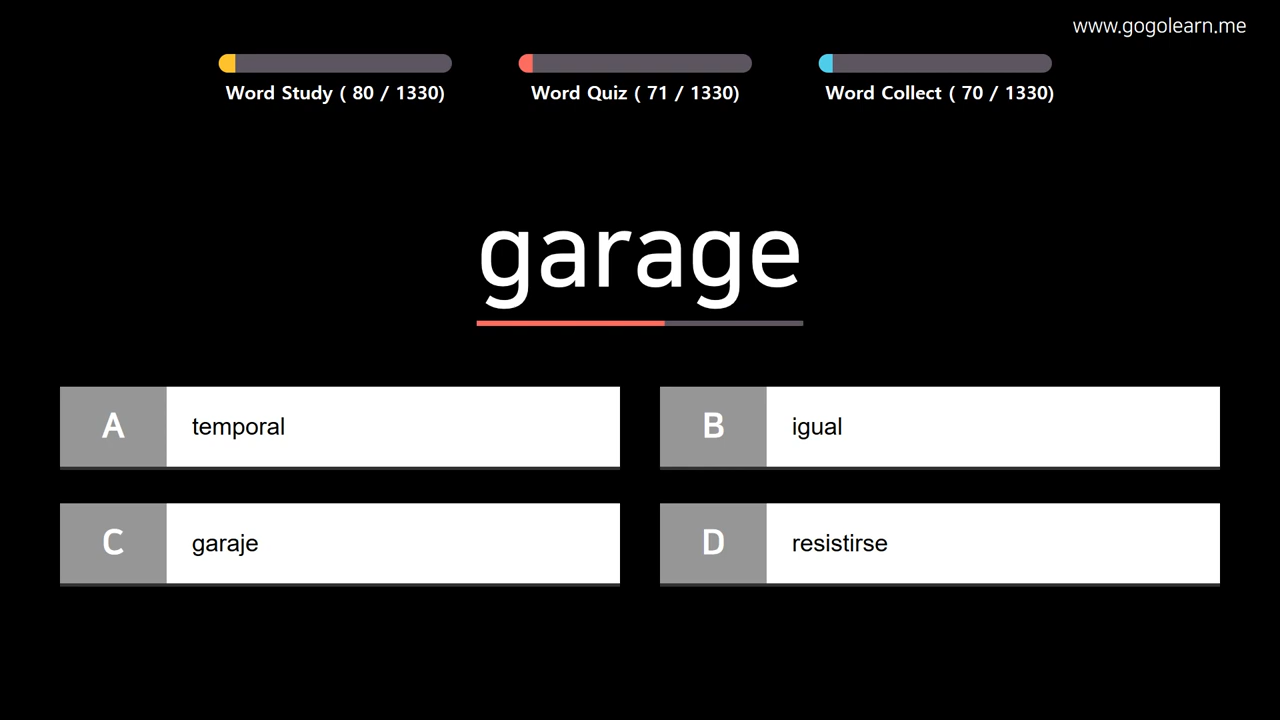 www.gogolearn.me
Word Study ( 80 / 1330)
Word Quiz ( 71 / 1330)
Word Collect ( 70 / 1330)
garage
A temporal
B igual
C garaje
D resistirse